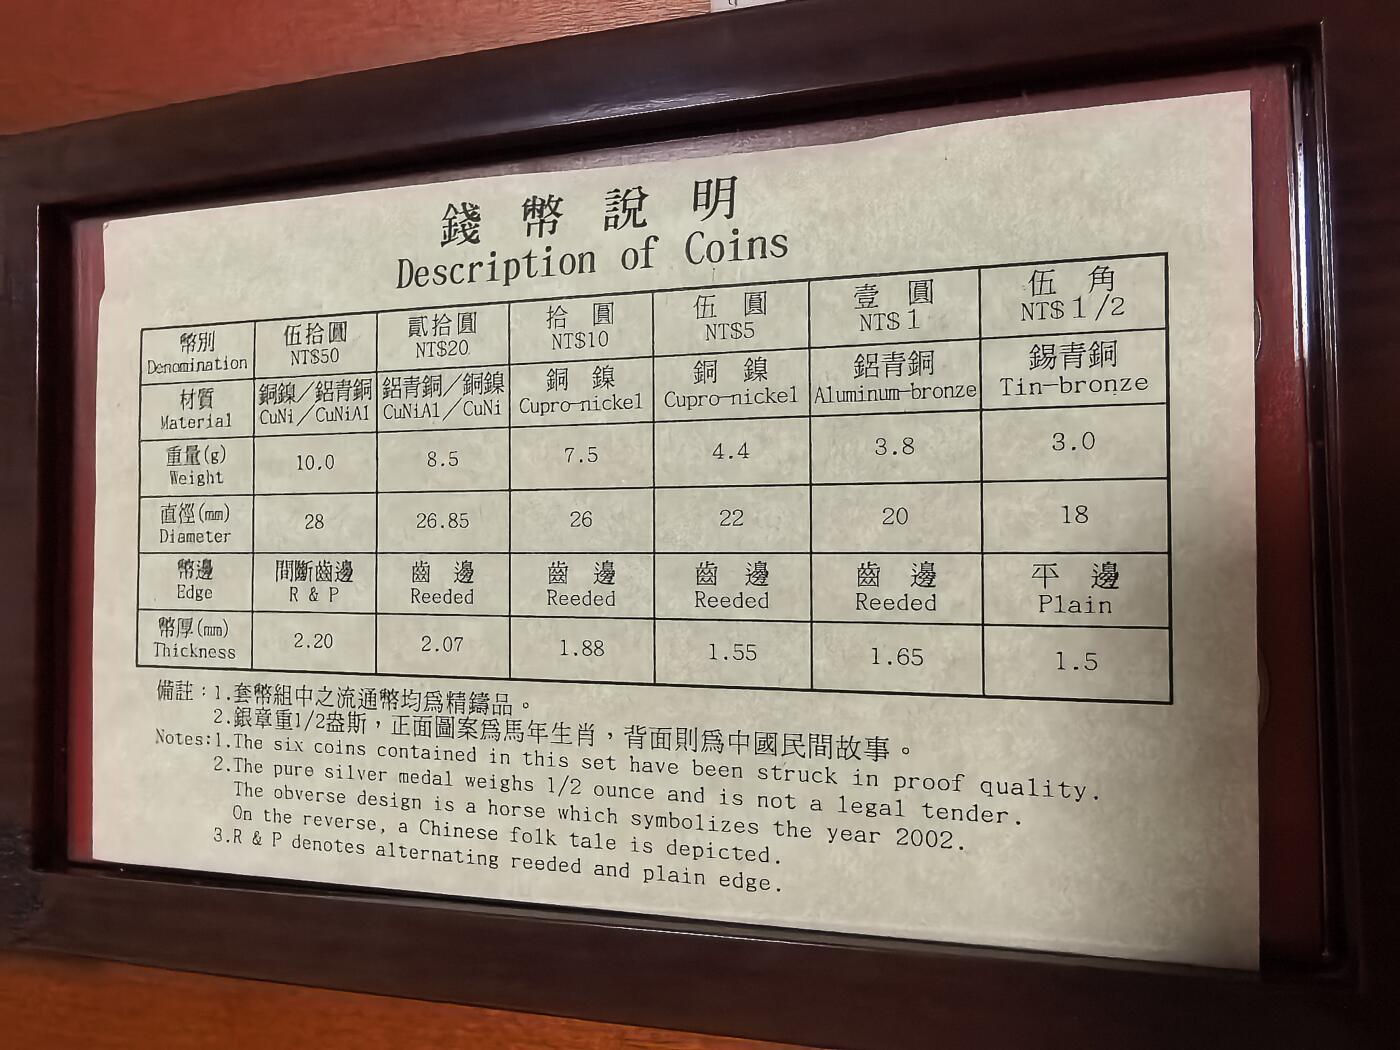 錢幣說明
Description of Coins
幣別 伍拾圓 貳拾圓 拾圓 伍圓 壹圓 伍角
Denomination NT$50 NT$20 NT$10 NT$5 NT$1 NT$1/2
材質 銅鎳／鋁青銅 鋁青銅／銅鎳 銅鎳 銅鎳 鋁青銅 錫青銅
Material CuNi／CuNiAl CuNiAl／CuNi Cupro-nickel Cupro-nickel Aluminum-bronze Tin-bronze
重量(g) 10.0 8.5 7.5 4.4 3.8 3.0
Weight
直徑(mm) 28 26.85 26 22 20 18
Diameter
幣邊 間斷齒邊 齒邊 齒邊 齒邊 齒邊 平邊
Edge R & P Reeded Reeded Reeded Reeded Plain
幣厚(mm) 2.20 2.07 1.88 1.55 1.65 1.5
Thickness
備註：1.套幣組中之流通幣均為精鑄品。
2.銀章重1/2盎斯，正面圖案為馬年生肖，背面則為中國民間故事。
Notes:1.The six coins contained in this set have been struck in proof quality.
2.The pure silver medal weighs 1/2 ounce and is not a legal tender.
The obverse design is a horse which symbolizes the year 2002.
On the reverse, a Chinese folk tale is depicted.
3.R & P denotes alternating reeded and plain edge.